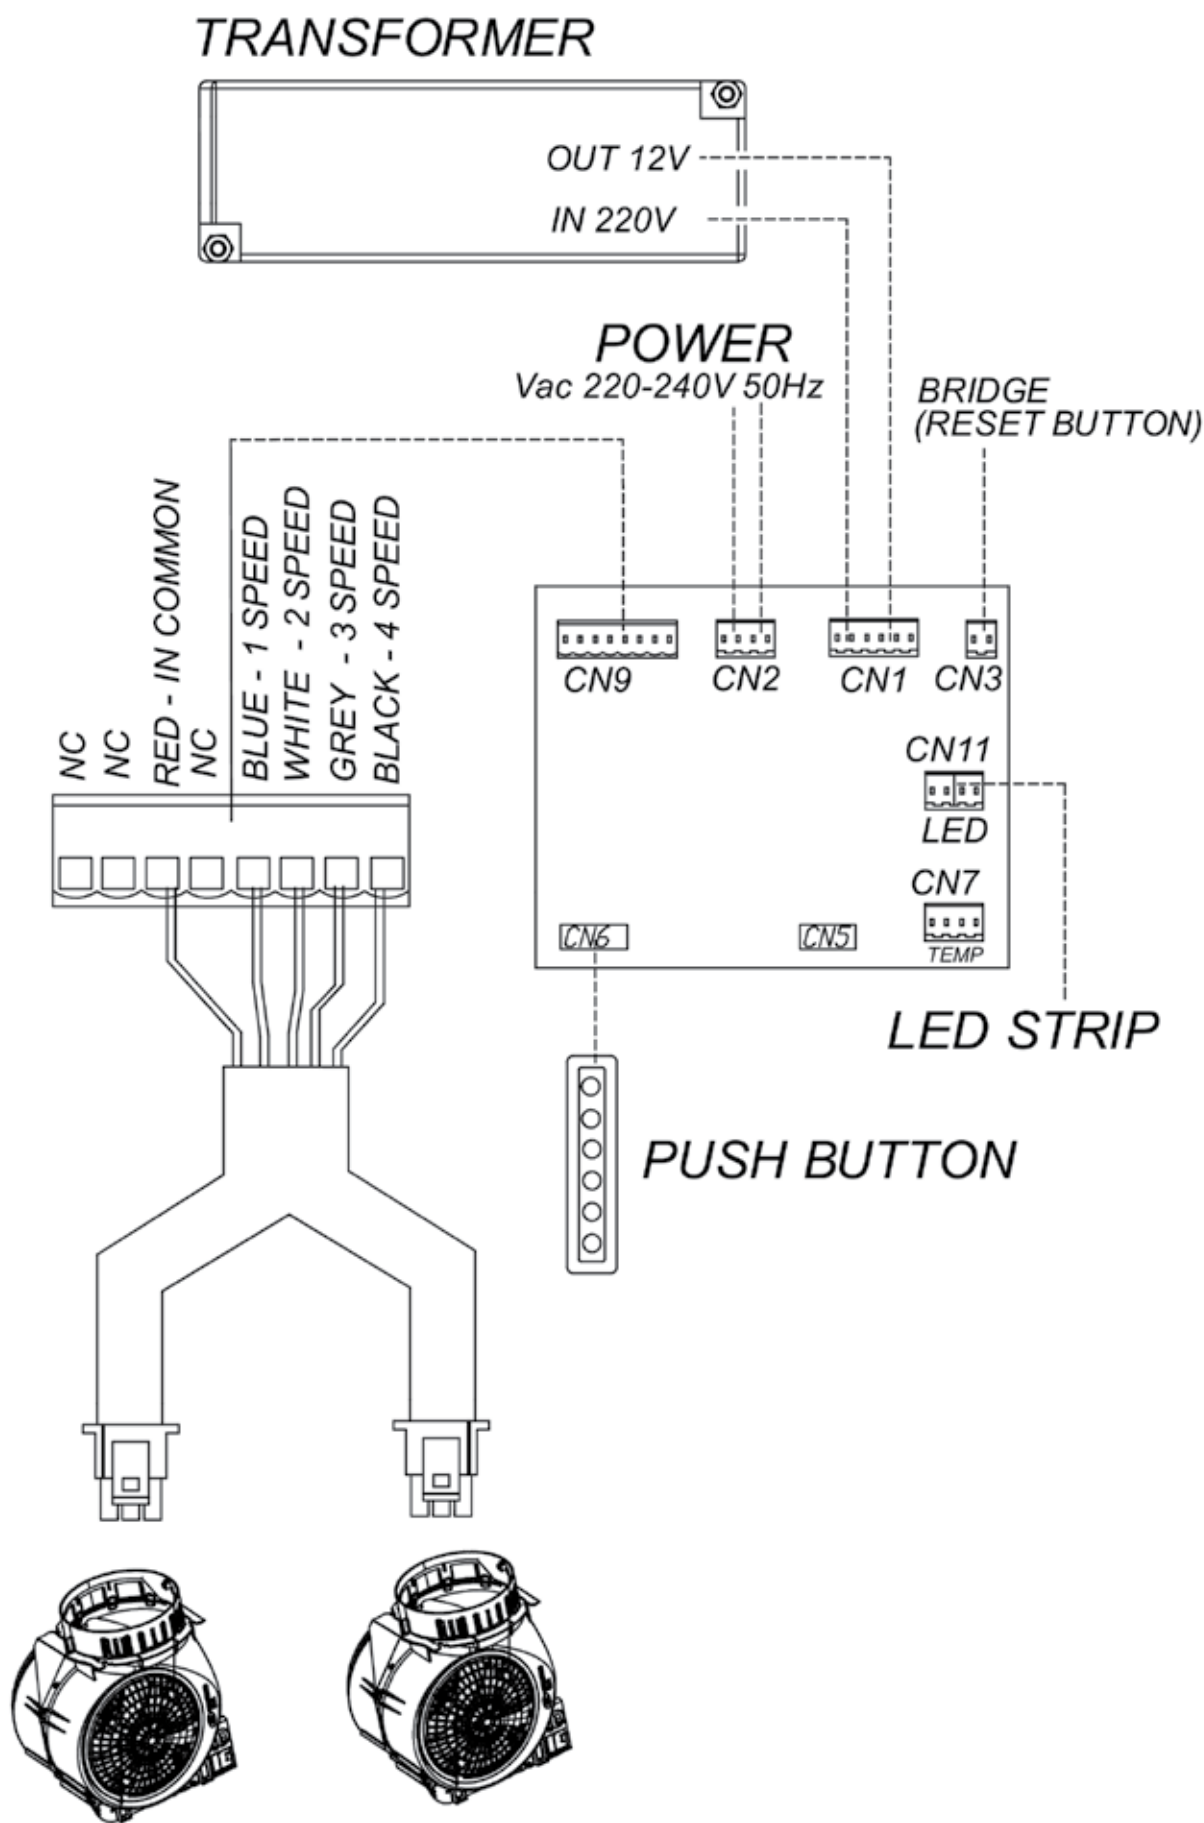 TRANSFORMER
OUT 12V
IN 220V
POWER
Vac 220-240V 50Hz
BRIDGE
(RESET BUTTON)
NC
NC
RED - IN COMMON
NC
BLUE - 1 SPEED
WHITE - 2 SPEED
GREY - 3 SPEED
BLACK - 4 SPEED
CN9
CN2
CN1
CN3
CN11
LED
CN7
TEMP
CN6
CN5
LED STRIP
PUSH BUTTON